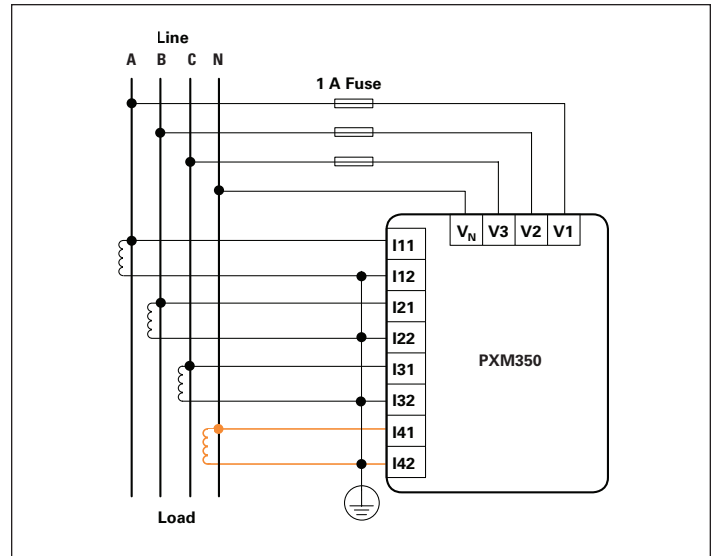 Line
A B C N
1 A Fuse
VN V3 V2 V1
I11
I12
I21
I22
I31
PXM350
I32
I41
I42
Load